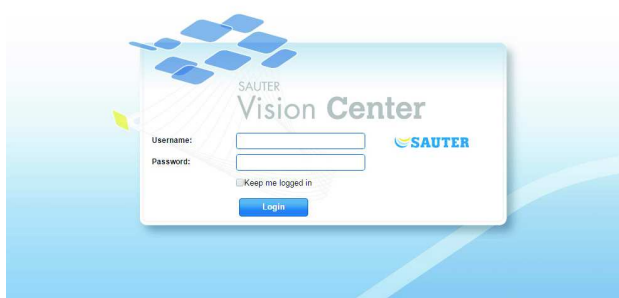 SAUTER
Vision Center
Username:
SAUTER
Password:
Keep me logged in
Login